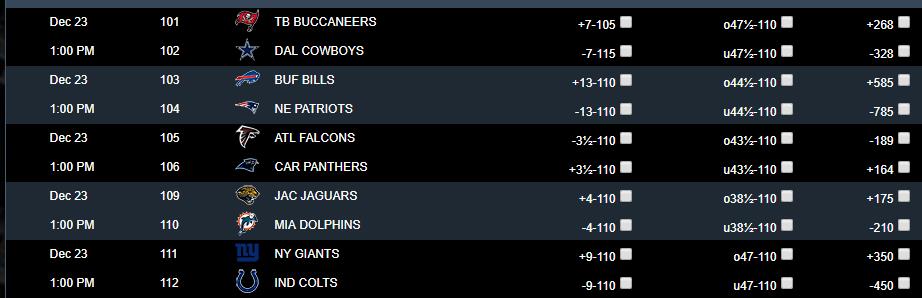 Dec 23 101 TB BUCCANEERS +7-105 o47½-110 +268
1:00 PM 102 DAL COWBOYS -7-115 u47½-110 -328
Dec 23 103 BUF BILLS +13-110 o44½-110 +585
1:00 PM 104 NE PATRIOTS -13-110 u44½-110 -785
Dec 23 105 ATL FALCONS -3½-110 o43½-110 -189
1:00 PM 106 CAR PANTHERS +3½-110 u43½-110 +164
Dec 23 109 JAC JAGUARS +4-110 o38½-110 +175
1:00 PM 110 MIA DOLPHINS -4-110 u38½-110 -210
Dec 23 111 ny NY GIANTS +9-110 o47-110 +350
1:00 PM 112 IND COLTS -9-110 u47-110 -450